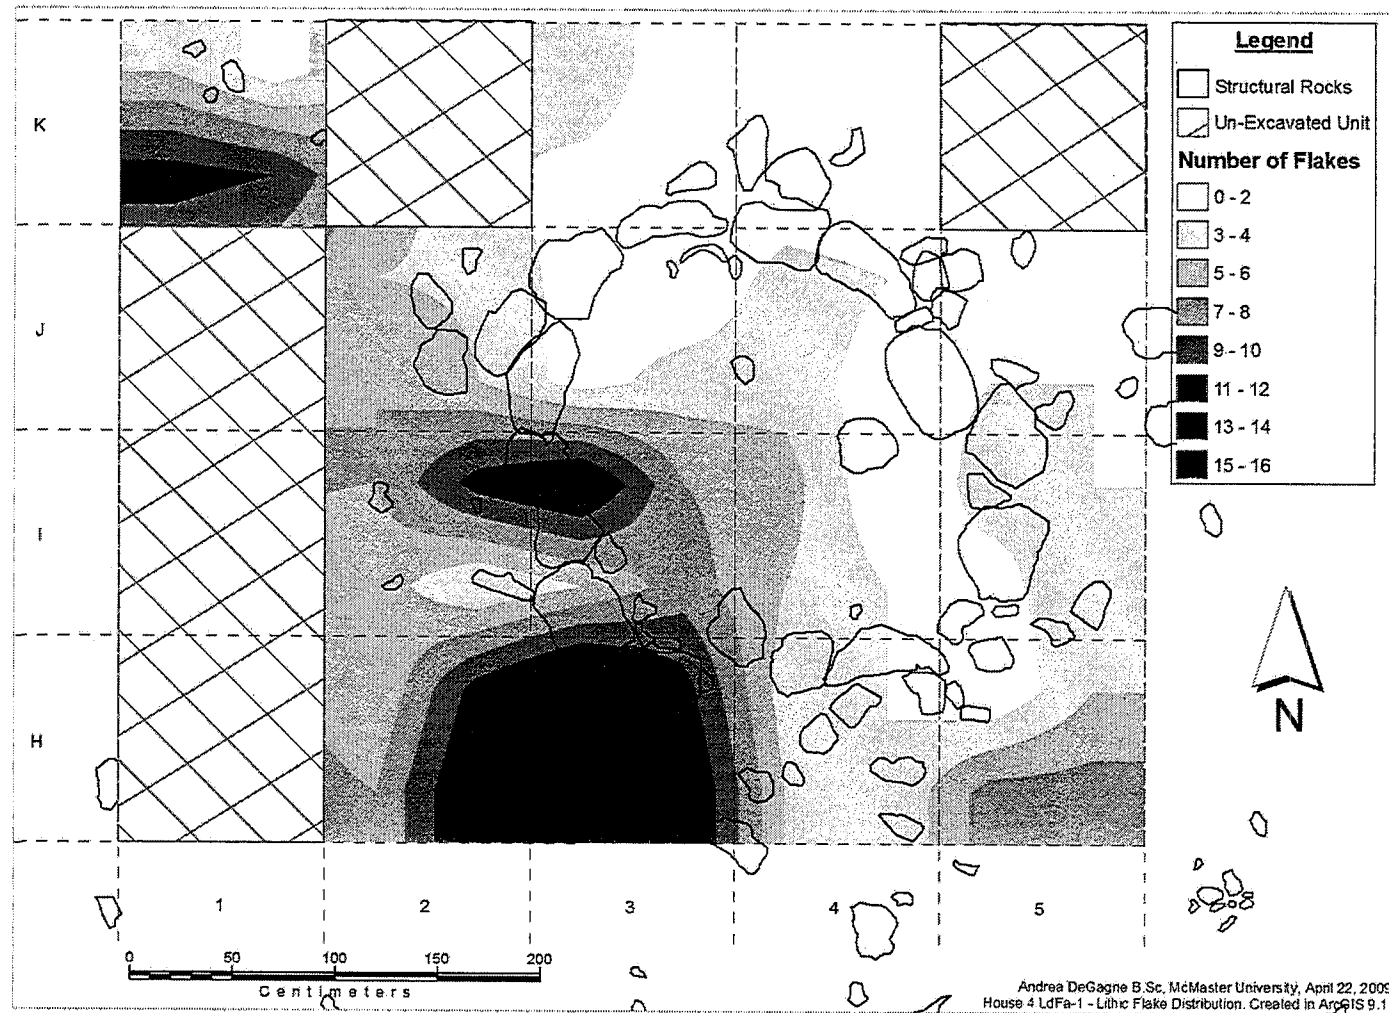 Legend
Structural Rocks
Un-Excavated Unit
Number of Flakes
0 - 2
3 - 4
5 - 6
7 - 8
9 - 10
11 - 12
13 - 14
15 - 16
K
J
I
H
N
1 2 3 4 5
0 50 100 150 200
Centimeters
Andrea DeGagne B.Sc, McMaster University, April 22, 2009
House 4 LdFa-1 - Lithic Flake Distribution. Created in ArcGIS 9.1